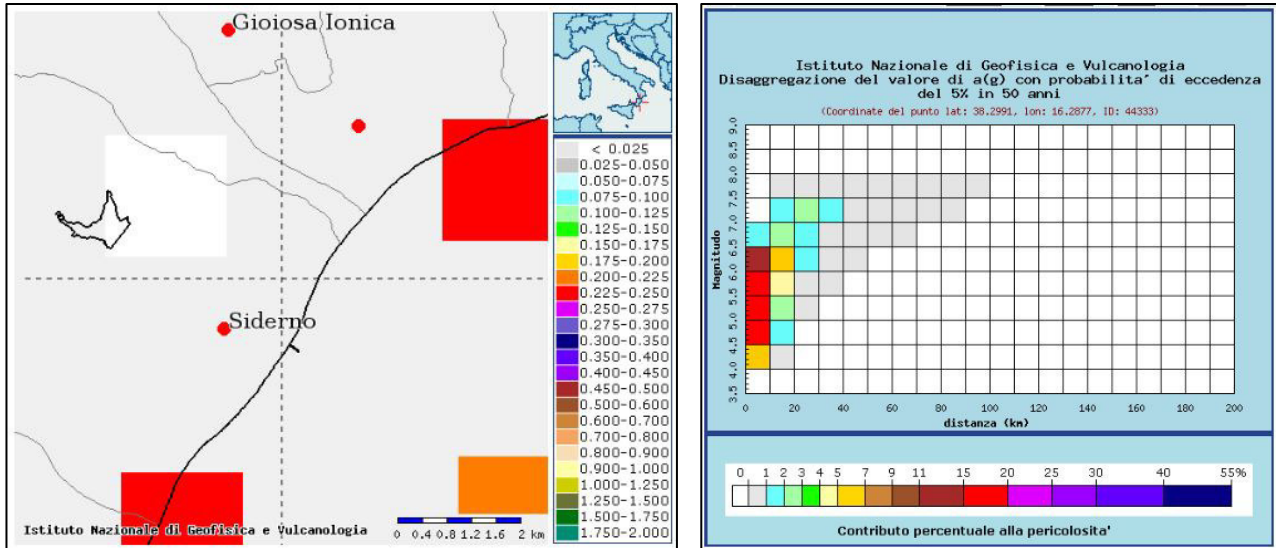 Gioiosa Ionica
Siderno
Istituto Nazionale di Geofisica e Vulcanologia
0 0.4 0.8 1.2 1.6 2 km
< 0.025
0.025-0.050
0.050-0.075
0.075-0.100
0.100-0.125
0.125-0.150
0.150-0.175
0.175-0.200
0.200-0.225
0.225-0.250
0.250-0.275
0.275-0.300
0.300-0.350
0.350-0.400
0.400-0.450
0.450-0.500
0.500-0.600
0.600-0.700
0.700-0.800
0.800-0.900
0.900-1.000
1.000-1.250
1.250-1.500
1.500-1.750
1.750-2.000
Istituto Nazionale di Geofisica e Vulcanologia
Disaggregazione del valore di a(g) con probabilita' di eccedenza
del 5% in 50 anni
(Coordinate del punto lat: 38.2991, lon: 16.2877, ID: 44333)
Magnitudo
9.0
8.5
8.0
7.5
7.0
6.5
6.0
5.5
5.0
4.5
4.0
3.5
0 20 40 60 80 100 120 140 160 180 200
distanza (km)
0 1 2 3 4 5 7 9 11 15 20 25 30 40 55%
Contributo percentuale alla pericolosita'